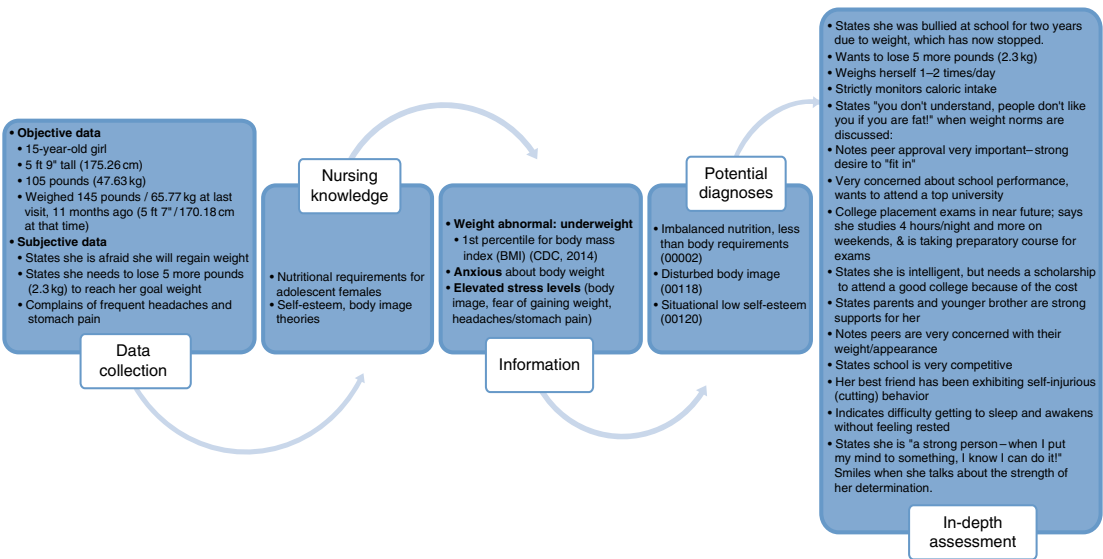 • Objective data
• 15-year-old girl
• 5 ft 9" tall (175.26 cm)
• 105 pounds (47.63 kg)
• Weighed 145 pounds / 65.77 kg at last
visit, 11 months ago (5 ft 7" / 170.18 cm
at that time)
• Subjective data
• States she is afraid she will regain weight
• States she needs to lose 5 more pounds
(2.3 kg) to reach her goal weight
• Complains of frequent headaches and
stomach pain
Data
collection
Nursing
knowledge
• Nutritional requirements for
adolescent females
• Self-esteem, body image
theories
• Weight abnormal: underweight
• 1st percentile for body mass
index (BMI) (CDC, 2014)
• Anxious about body weight
• Elevated stress levels (body
image, fear of gaining weight,
headaches/stomach pain)
Information
Potential
diagnoses
• Imbalanced nutrition, less
than body requirements
(00002)
• Disturbed body image
(00118)
• Situational low self-esteem
(00120)
• States she was bullied at school for two years
due to weight, which has now stopped.
• Wants to lose 5 more pounds (2.3 kg)
• Weighs herself 1–2 times/day
• Strictly monitors caloric intake
• States "you don't understand, people don't like
you if you are fat!" when weight norms are
discussed:
• Notes peer approval very important–strong
desire to "fit in"
• Very concerned about school performance,
wants to attend a top university
• College placement exams in near future; says
she studies 4 hours/night and more on
weekends, & is taking preparatory course for
exams
• States she is intelligent, but needs a scholarship
to attend a good college because of the cost
• States parents and younger brother are strong
supports for her
• Notes peers are very concerned with their
weight/appearance
• States school is very competitive
• Her best friend has been exhibiting self-injurious
(cutting) behavior
• Indicates difficulty getting to sleep and awakens
without feeling rested
• States she is "a strong person – when I put
my mind to something, I know I can do it!"
Smiles when she talks about the strength of
her determination.
In-depth
assessment